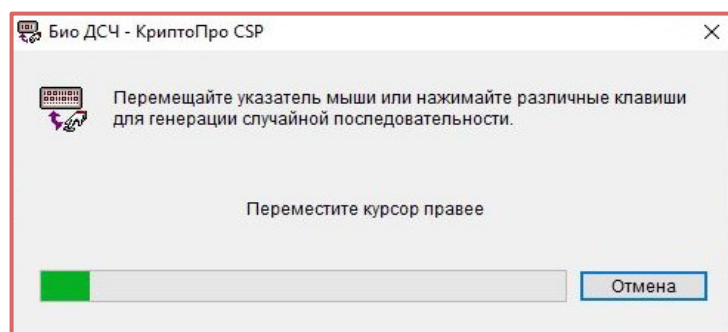 Био ДСЧ - КриптоПро CSP
Перемещайте указатель мыши или нажимайте различные клавиши
для генерации случайной последовательности.
Переместите курсор правее
Отмена